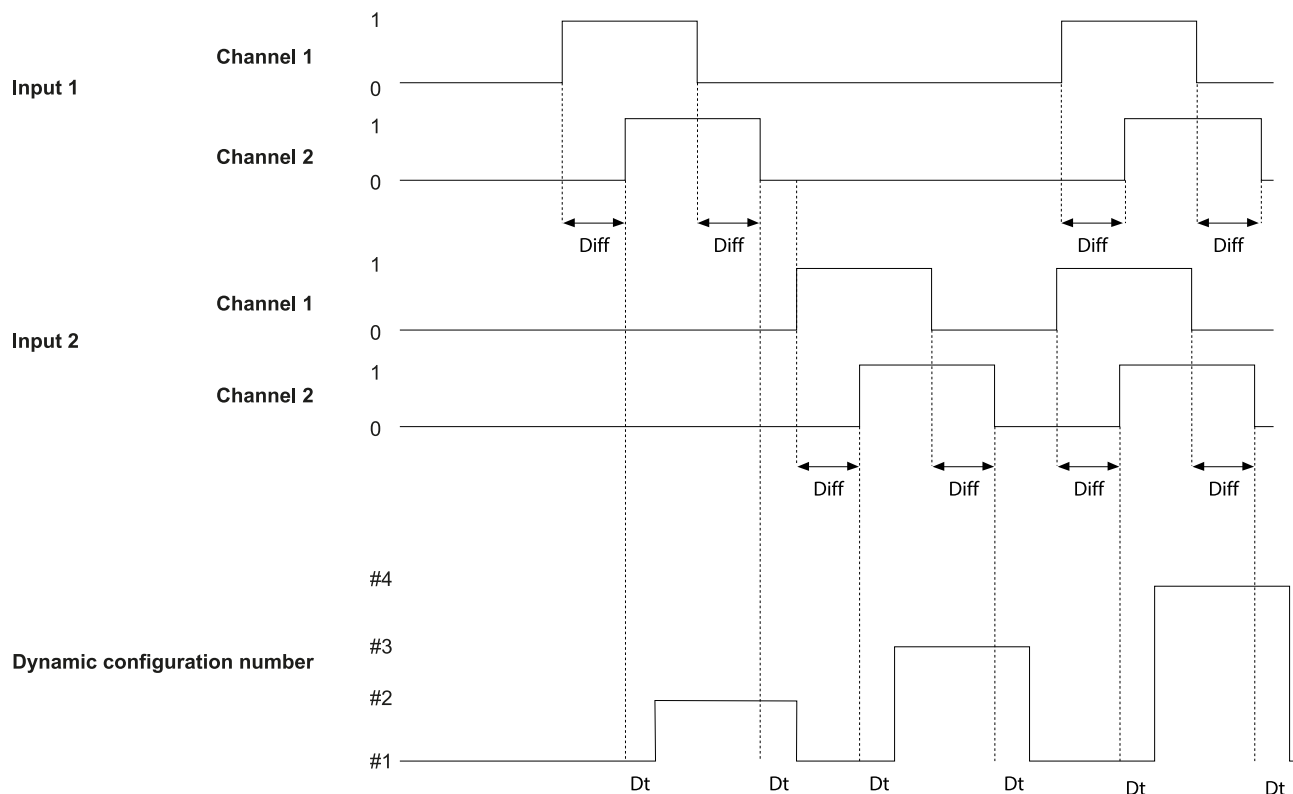 1
Channel 1
0
Input 1
1
Channel 2
0
Diff Diff Diff Diff
1
Channel 1
0
Input 2
1
Channel 2
0
Diff Diff Diff Diff
#4
#3
Dynamic configuration number
#2
#1
Dt Dt Dt Dt Dt Dt